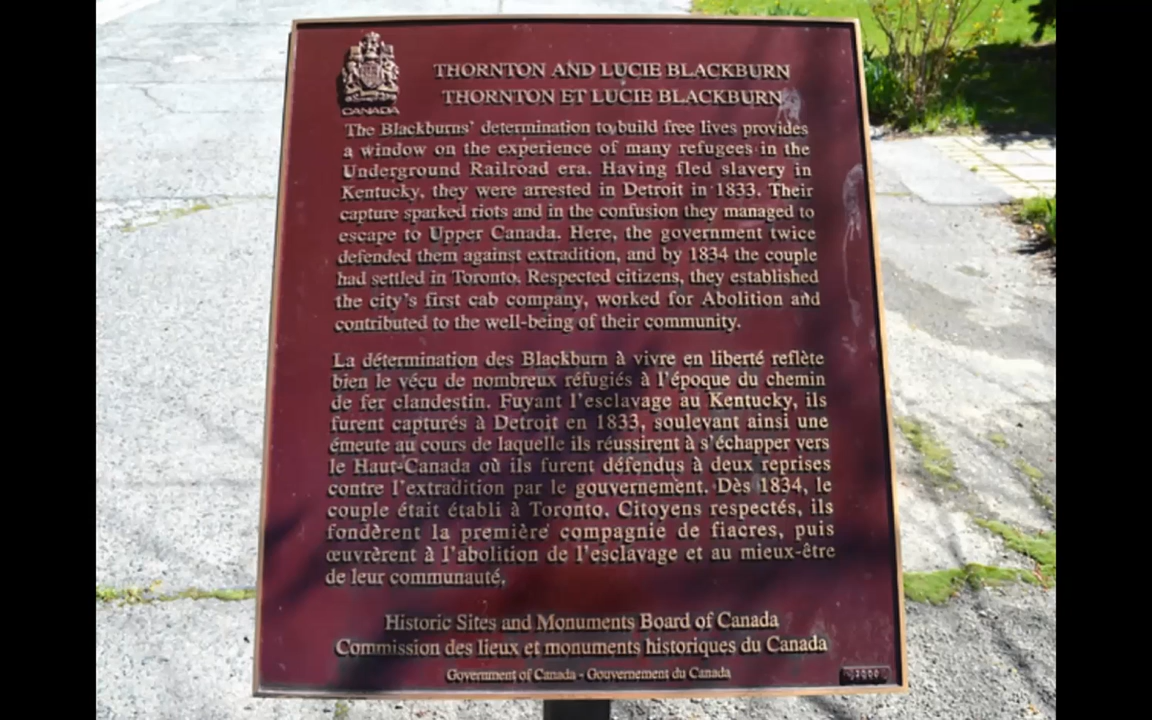 CANADA
THORNTON AND LUCIE BLACKBURN
THORNTON ET LUCIE BLACKBURN
The Blackburns' determination to build free lives provides
a window on the experience of many refugees in the
Underground Railroad era. Having fled slavery in
Kentucky, they were arrested in Detroit in 1833. Their
capture sparked riots and in the confusion they managed to
escape to Upper Canada. Here, the government twice
defended them against extradition, and by 1834 the couple
had settled in Toronto. Respected citizens, they established
the city's first cab company, worked for Abolition and
contributed to the well-being of their community.
La détermination des Blackburn à vivre en liberté reflète
bien le vécu de nombreux réfugiés à l'époque du chemin
de fer clandestin. Fuyant l'esclavage au Kentucky, ils
furent capturés à Detroit en 1833, soulevant ainsi une
émeute au cours de laquelle ils réussirent à s'échapper vers
le Haut-Canada où ils furent défendus à deux reprises
contre l'extradition par le gouvernement. Dès 1834, le
couple était établi à Toronto. Citoyens respectés, ils
fondèrent la première compagnie de fiacres, puis
œuvrèrent à l'abolition de l'esclavage et au mieux-être
de leur communauté.
Historic Sites and Monuments Board of Canada
Commission des lieux et monuments historiques du Canada
Government of Canada - Gouvernement du Canada